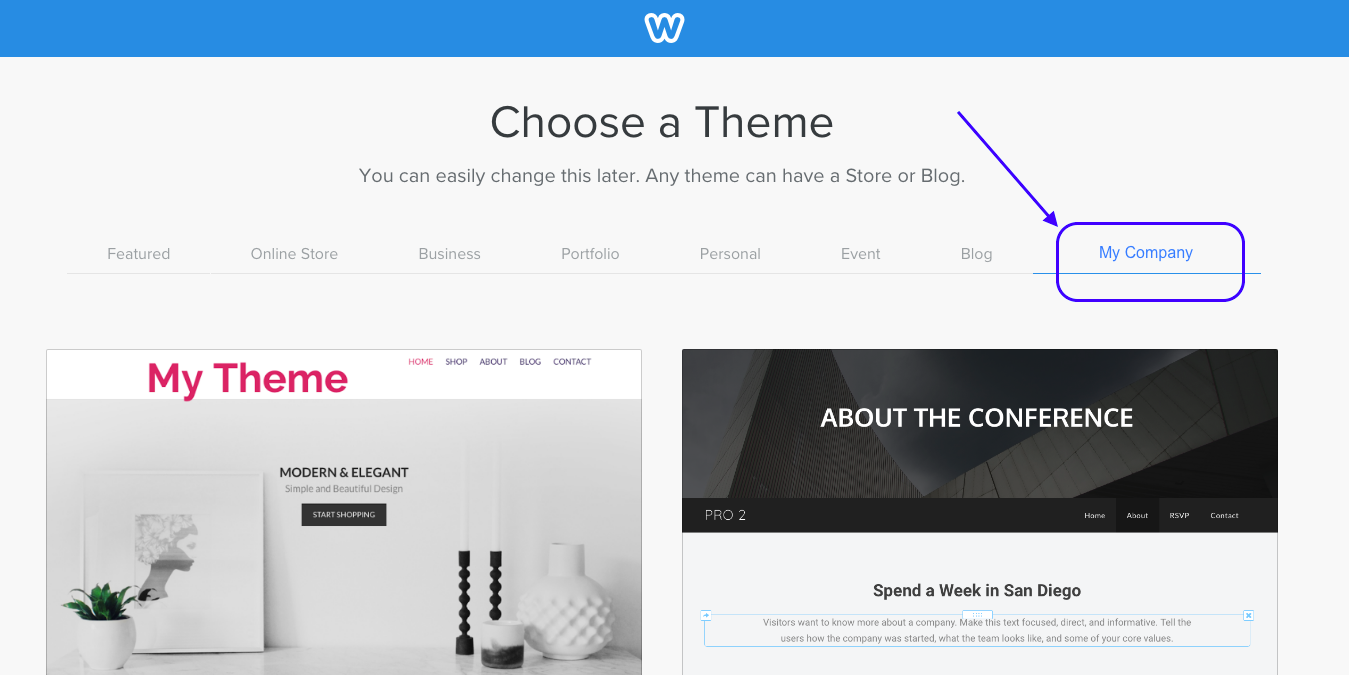 W
Choose a Theme
You can easily change this later. Any theme can have a Store or Blog.
Featured Online Store Business Portfolio Personal Event Blog My Company
My Theme
HOME SHOP ABOUT BLOG CONTACT
MODERN & ELEGANT
Simple and Beautiful Design
START SHOPPING
ABOUT THE CONFERENCE
PRO 2
Home About RSVP Contact
Spend a Week in San Diego
Visitors want to know more about a company. Make this text focused, direct, and informative. Tell the
users how the company was started, what the team looks like, and some of your core values.